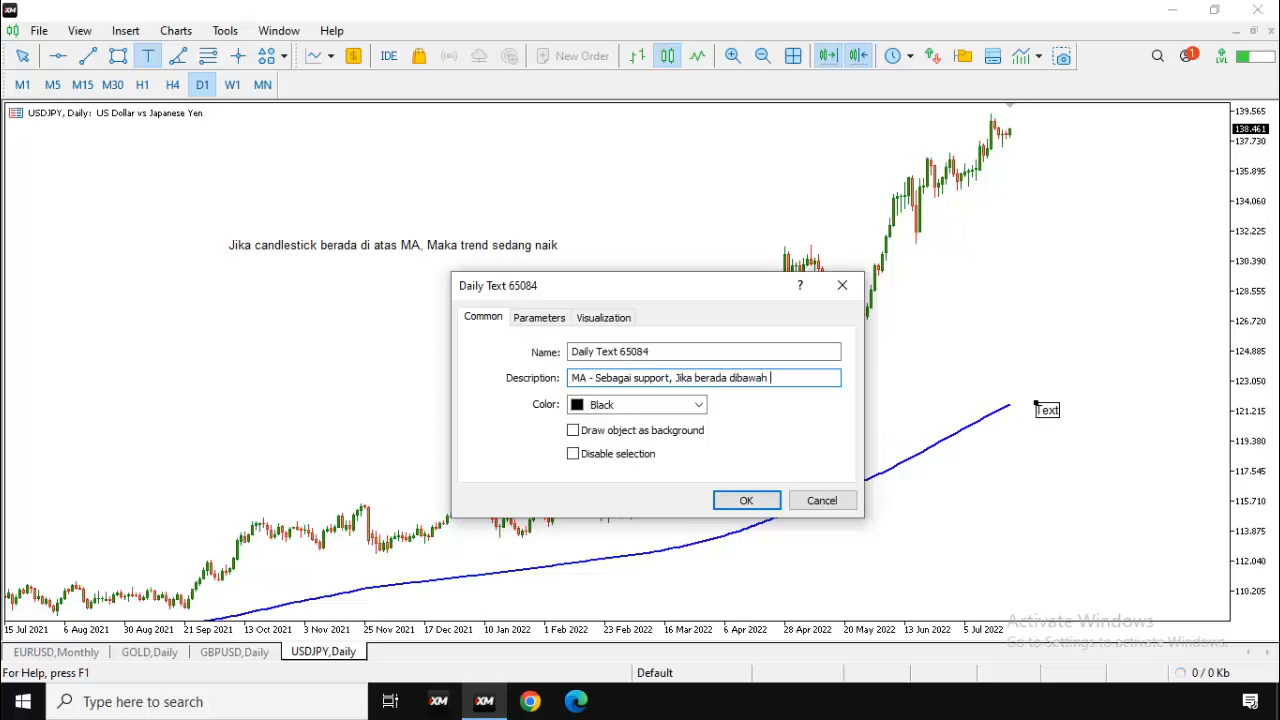 XM
File View Insert Charts Tools Window Help
IDE New Order 1 LVL
M1 M5 M15 M30 H1 H4 D1 W1 MN
USDJPY, Daily: US Dollar vs Japanese Yen
139.565
138.461
137.730
135.895
134.060
132.225
130.390
128.555
126.720
124.885
123.050
121.215
119.380
117.545
115.710
113.875
112.040
110.205
Jika candlestick berada di atas MA, Maka trend sedang naik
Daily Text 65084 ?
Common Parameters Visualization
Name: Daily Text 65084
Description: MA - Sebagai support, Jika berada dibawah
Color: Black
Draw object as background
Disable selection
OK Cancel
Text
15 Jul 2021 6 Aug 2021 30 Aug 2021 21 Sep 2021 13 Oct 2021 3 Nov 2021 25 Nov 2021 17 Dec 2021 10 Jan 2022 1 Feb 2022 23 Feb 2022 16 Mar 2022 6 Apr 2022 28 Apr 2022 20 May 2022 13 Jun 2022 5 Jul 2022
Activate Windows
Go to Settings to activate Windows.
EURUSD,Monthly GOLD,Daily GBPUSD,Daily USDJPY,Daily
For Help, press F1 Default 0 / 0 Kb
Type here to search XM XM